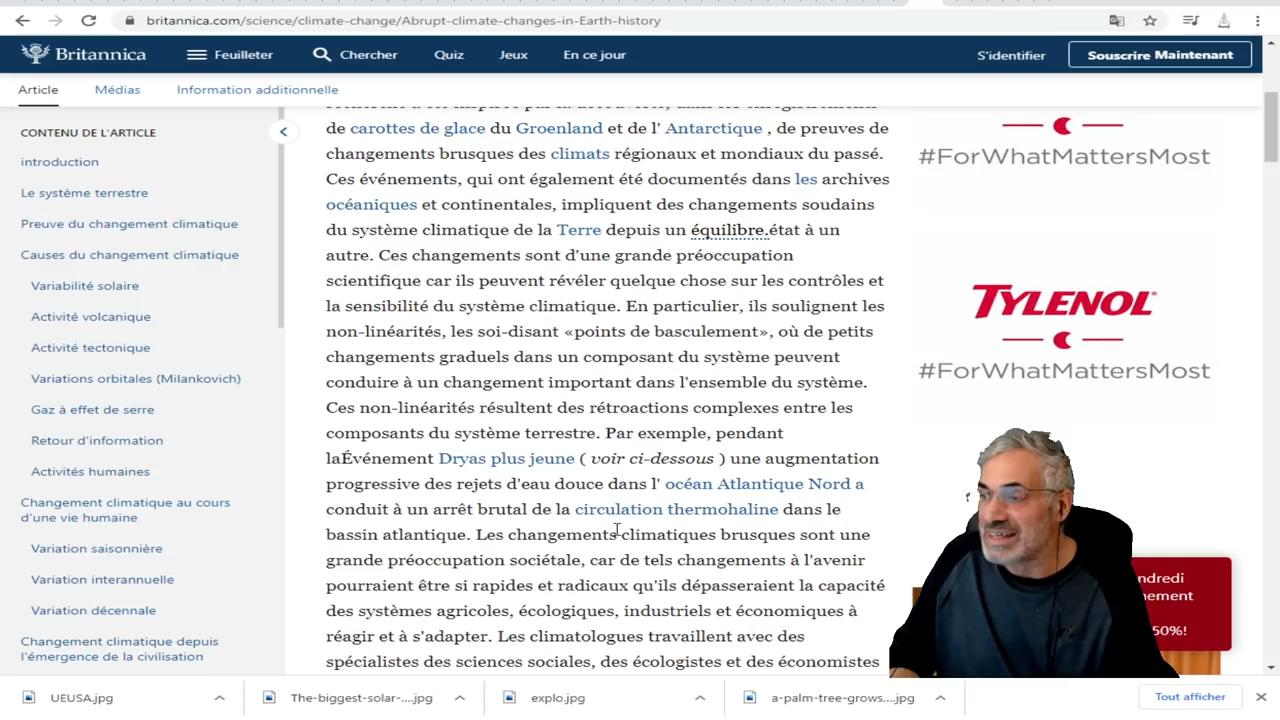 britannica.com/science/climate-change/Abrupt-climate-changes-in-Earth-history
Britannica
Feuilleter
Chercher
Quiz
Jeux
En ce jour
S'identifier
Souscrire Maintenant
Article
Médias
Information additionnelle
CONTENU DE L'ARTICLE
introduction
Le système terrestre
Preuve du changement climatique
Causes du changement climatique
Variabilité solaire
Activité volcanique
Activité tectonique
Variations orbitales (Milankovich)
Gaz à effet de serre
Retour d'information
Activités humaines
Changement climatique au cours
d'une vie humaine
Variation saisonnière
Variation interannuelle
Variation décennale
Changement climatique depuis
l'émergence de la civilisation
de carottes de glace du Groenland et de l' Antarctique , de preuves de
changements brusques des climats régionaux et mondiaux du passé.
Ces événements, qui ont également été documentés dans les archives
océaniques et continentales, impliquent des changements soudains
du système climatique de la Terre depuis un équilibre.état à un
autre. Ces changements sont d'une grande préoccupation
scientifique car ils peuvent révéler quelque chose sur les contrôles et
la sensibilité du système climatique. En particulier, ils soulignent les
non-linéarités, les soi-disant «points de basculement», où de petits
changements graduels dans un composant du système peuvent
conduire à un changement important dans l'ensemble du système.
Ces non-linéarités résultent des rétroactions complexes entre les
composants du système terrestre. Par exemple, pendant
laÉvénement Dryas plus jeune ( voir ci-dessous ) une augmentation
progressive des rejets d'eau douce dans l' océan Atlantique Nord a
conduit à un arrêt brutal de la circulation thermohaline dans le
bassin atlantique. Les changements climatiques brusques sont une
grande préoccupation sociétale, car de tels changements à l'avenir
pourraient être si rapides et radicaux qu'ils dépasseraient la capacité
des systèmes agricoles, écologiques, industriels et économiques à
réagir et à s'adapter. Les climatologues travaillent avec des
spécialistes des sciences sociales, des écologistes et des économistes
#ForWhatMattersMost
TYLENOL
#ForWhatMattersMost
ndredi
nement
50%!
UEUSA.jpg
The-biggest-solar-....jpg
explo.jpg
a-palm-tree-grows....jpg
Tout afficher